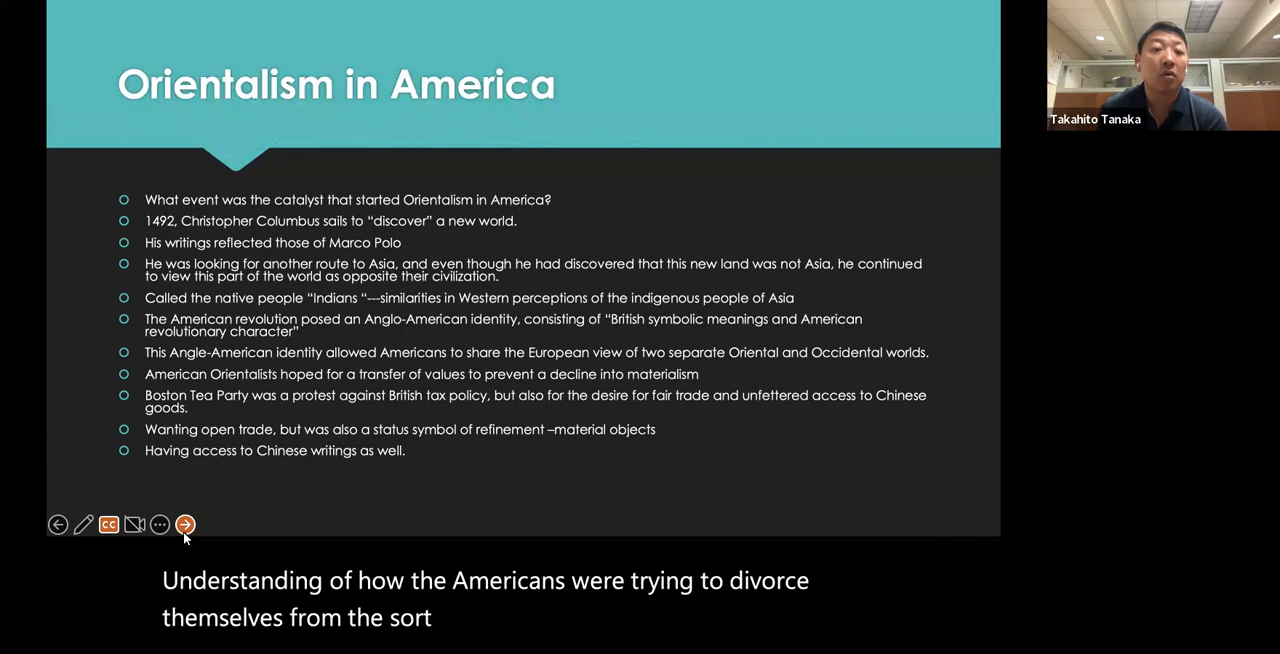 Orientalism in America
Takahito Tanaka
What event was the catalyst that started Orientalism in America?
1492, Christopher Columbus sails to “discover” a new world.
His writings reflected those of Marco Polo
He was looking for another route to Asia, and even though he had discovered that this new land was not Asia, he continued
to view this part of the world as opposite their civilization.
Called the native people “Indians “---similarities in Western perceptions of the indigenous people of Asia
The American revolution posed an Anglo-American identity, consisting of “British symbolic meanings and American
revolutionary character”
This Angle-American identity allowed Americans to share the European view of two separate Oriental and Occidental worlds.
American Orientalists hoped for a transfer of values to prevent a decline into materialism
Boston Tea Party was a protest against British tax policy, but also for the desire for fair trade and unfettered access to Chinese
goods.
Wanting open trade, but was also a status symbol of refinement –material objects
Having access to Chinese writings as well.
CC
Understanding of how the Americans were trying to divorce
themselves from the sort